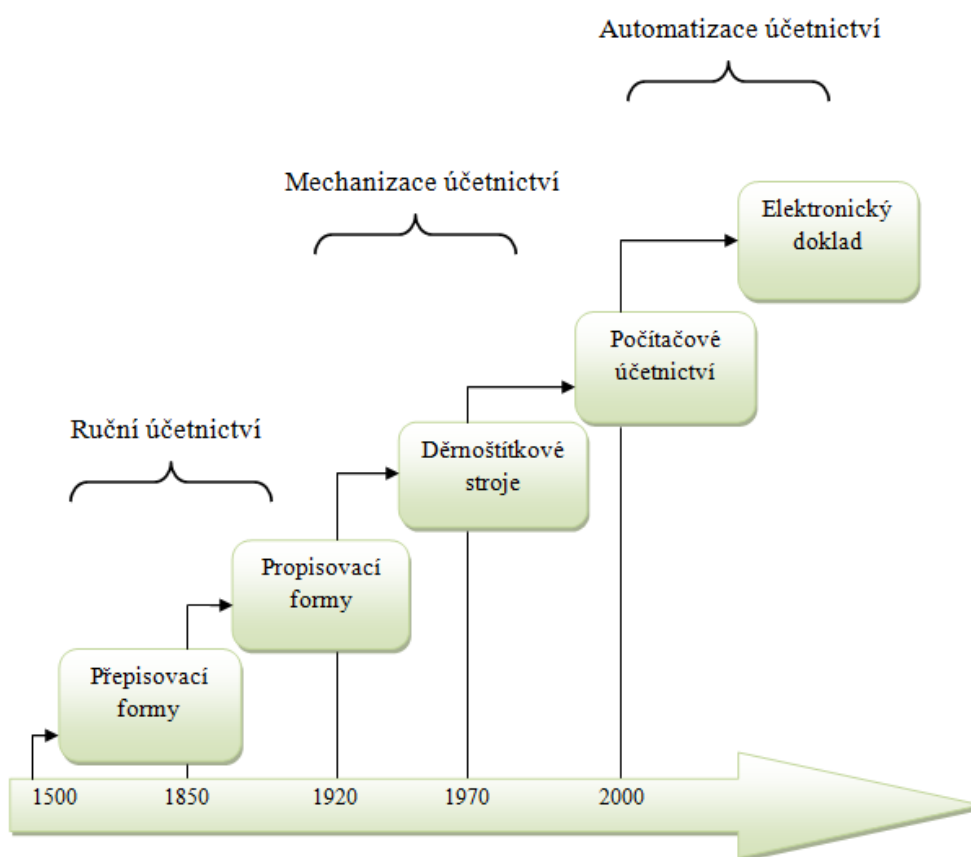 Automatizace účetnictví
Mechanizace účetnictví
Elektronický
doklad
Počítačové
účetnictví
Ruční účetnictví
Děrnoštítkové
stroje
Propisovací
formy
Přepisovací
formy
1500
1850
1920
1970
2000